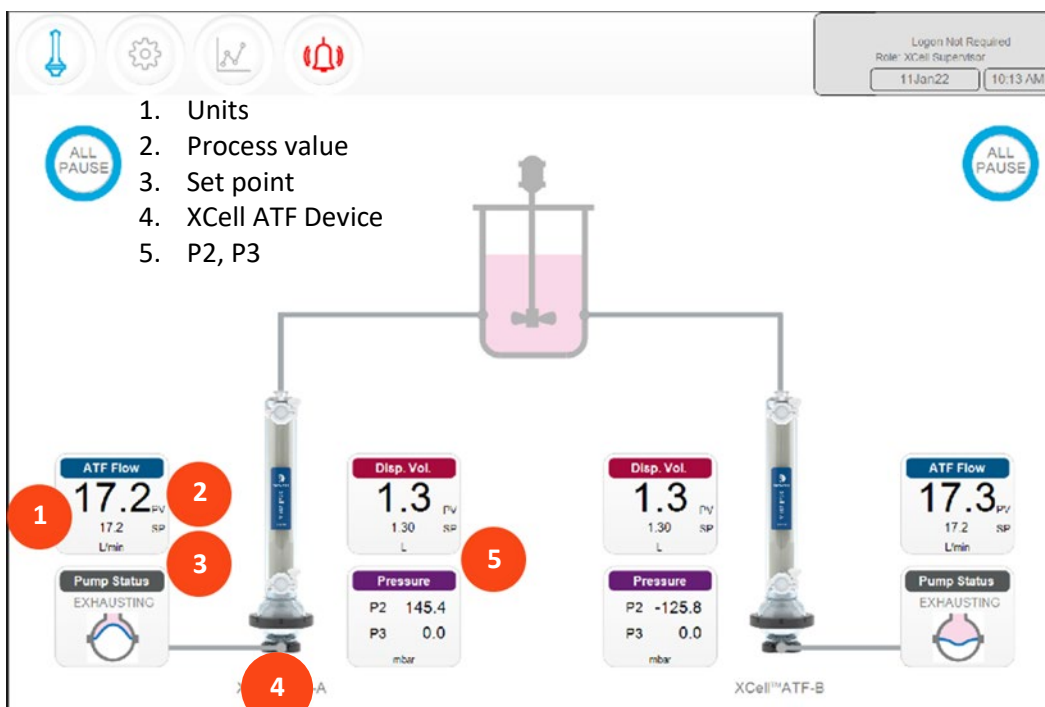 Logon Not Required
Role: XCell Supervisor
11Jan22 10:13 AM
1. Units
2. Process value
3. Set point
4. XCell ATF Device
5. P2, P3
ALL PAUSE
ALL PAUSE
ATF Flow
17.2 PV
17.2 SP
L/min
Pump Status
EXHAUSTING
1
2
3
Disp. Vol.
1.3 PV
1.30 SP
L
Pressure
P2 145.4
P3 0.0
mbar
5
4
-A
Disp. Vol.
1.3 PV
1.30 SP
L
Pressure
P2 -125.8
P3 0.0
mbar
ATF Flow
17.3 PV
17.2 SP
L/min
Pump Status
EXHAUSTING
XCell™ATF-B